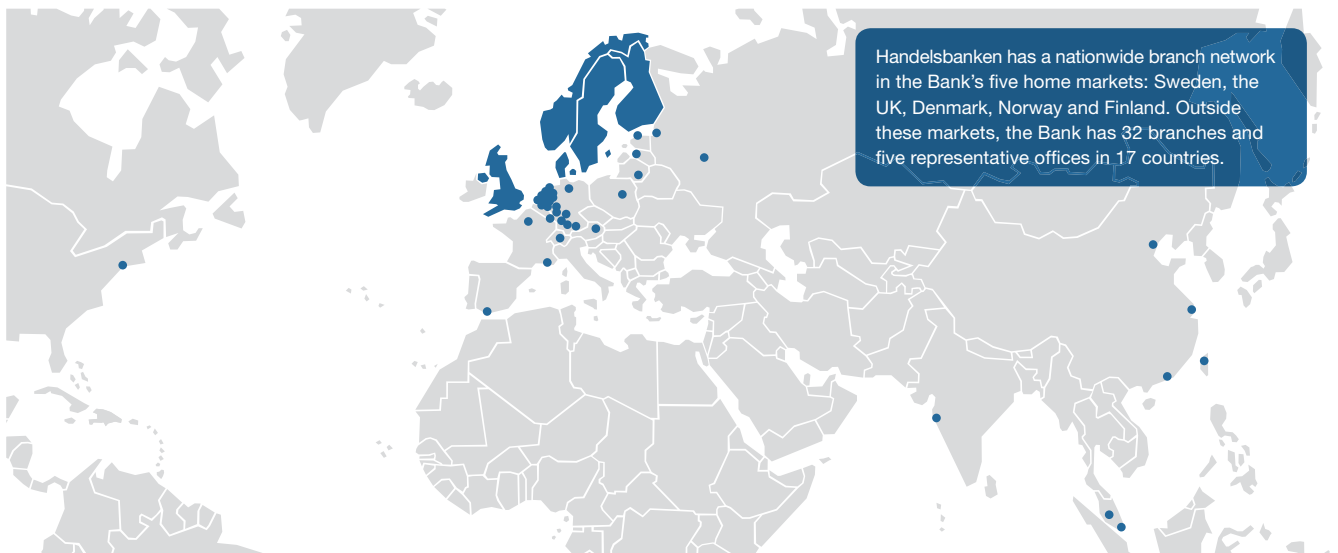 Handelsbanken has a nationwide branch network
in the Bank’s five home markets: Sweden, the
UK, Denmark, Norway and Finland. Outside
these markets, the Bank has 32 branches and
five representative offices in 17 countries.